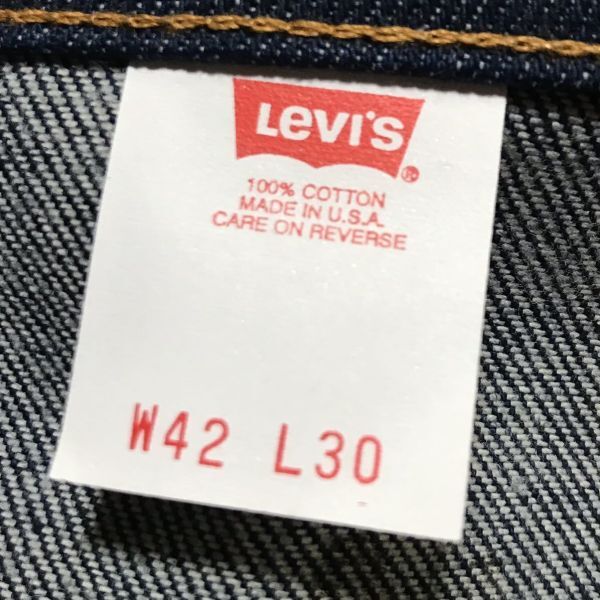 Levi's
®
100% COTTON
MADE IN U.S.A.
CARE ON REVERSE
W42 L30